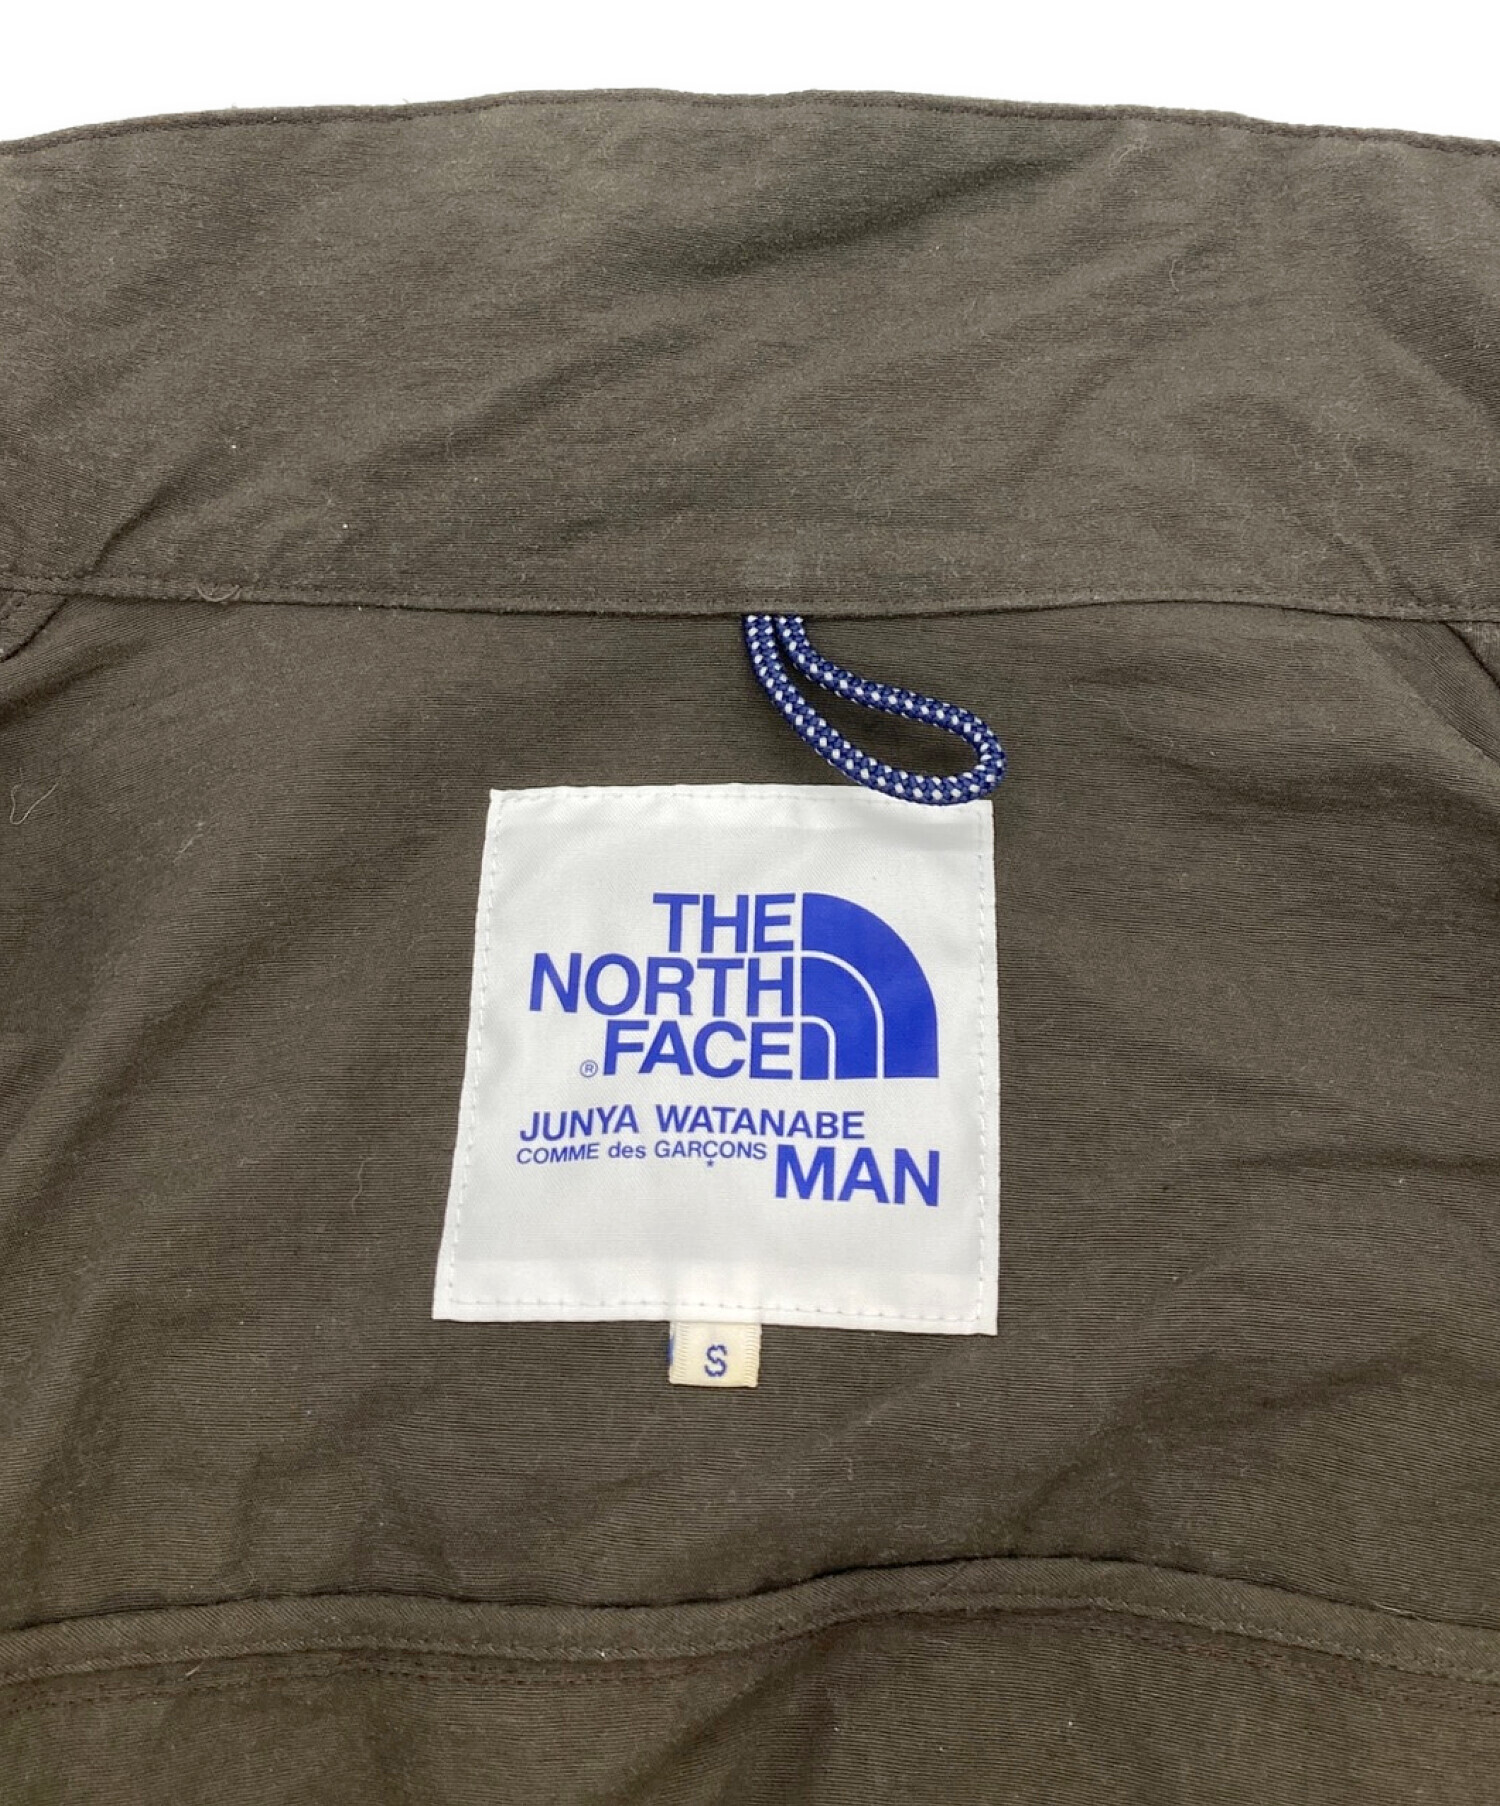 THE
NORTH
® FACE
JUNYA WATANABE
COMME des GARÇONS MAN
S